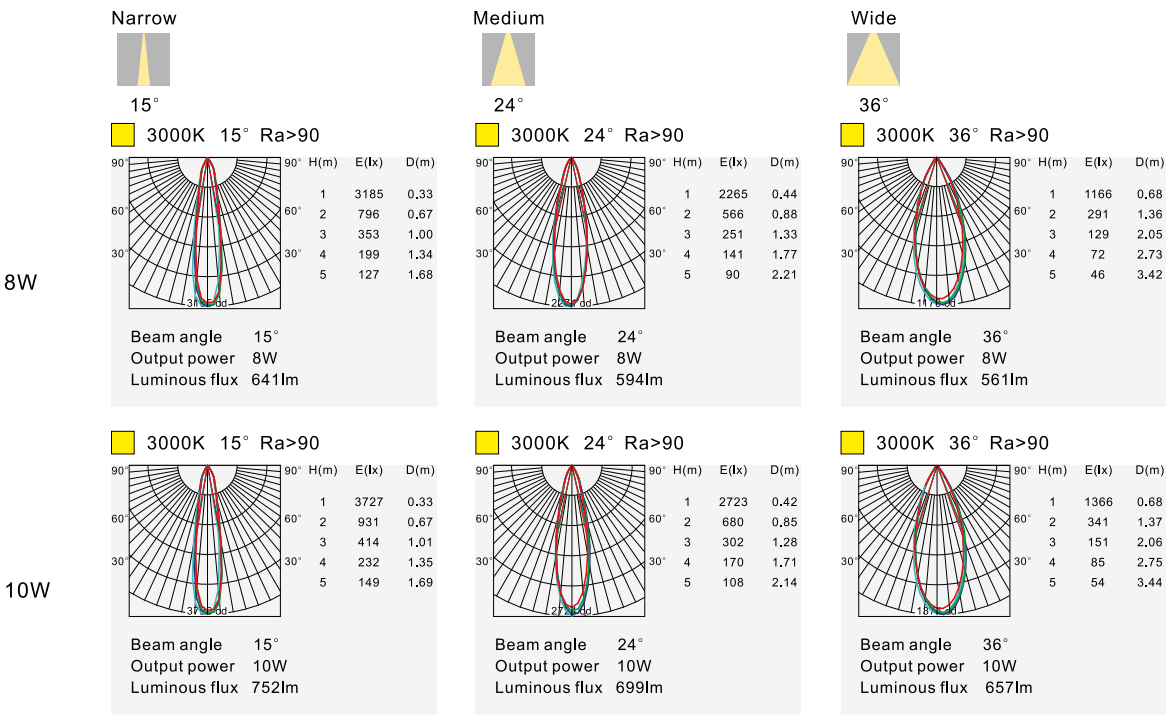 Narrow
Medium
Wide
15°
24°
36°
8W
3000K 15° Ra>90
90° 90° H(m) E(lx) D(m)
1 3185 0.33
60° 60° 2 796 0.67
3 353 1.00
30° 30° 4 199 1.34
5 127 1.68
Beam angle 15°
Output power 8W
Luminous flux 641lm
3000K 24° Ra>90
90° 90° H(m) E(lx) D(m)
1 2265 0.44
60° 60° 2 566 0.88
3 251 1.33
30° 30° 4 141 1.77
5 90 2.21
Beam angle 24°
Output power 8W
Luminous flux 594lm
3000K 36° Ra>90
90° 90° H(m) E(lx) D(m)
1 1166 0.68
60° 60° 2 291 1.36
3 129 2.05
30° 30° 4 72 2.73
5 46 3.42
Beam angle 36°
Output power 8W
Luminous flux 561lm
10W
3000K 15° Ra>90
90° 90° H(m) E(lx) D(m)
1 3727 0.33
60° 60° 2 931 0.67
3 414 1.01
30° 30° 4 232 1.35
5 149 1.69
Beam angle 15°
Output power 10W
Luminous flux 752lm
3000K 24° Ra>90
90° 90° H(m) E(lx) D(m)
1 2723 0.42
60° 60° 2 680 0.85
3 302 1.28
30° 30° 4 170 1.71
5 108 2.14
Beam angle 24°
Output power 10W
Luminous flux 699lm
3000K 36° Ra>90
90° 90° H(m) E(lx) D(m)
1 1366 0.68
60° 60° 2 341 1.37
3 151 2.06
30° 30° 4 85 2.75
5 54 3.44
Beam angle 36°
Output power 10W
Luminous flux 657lm